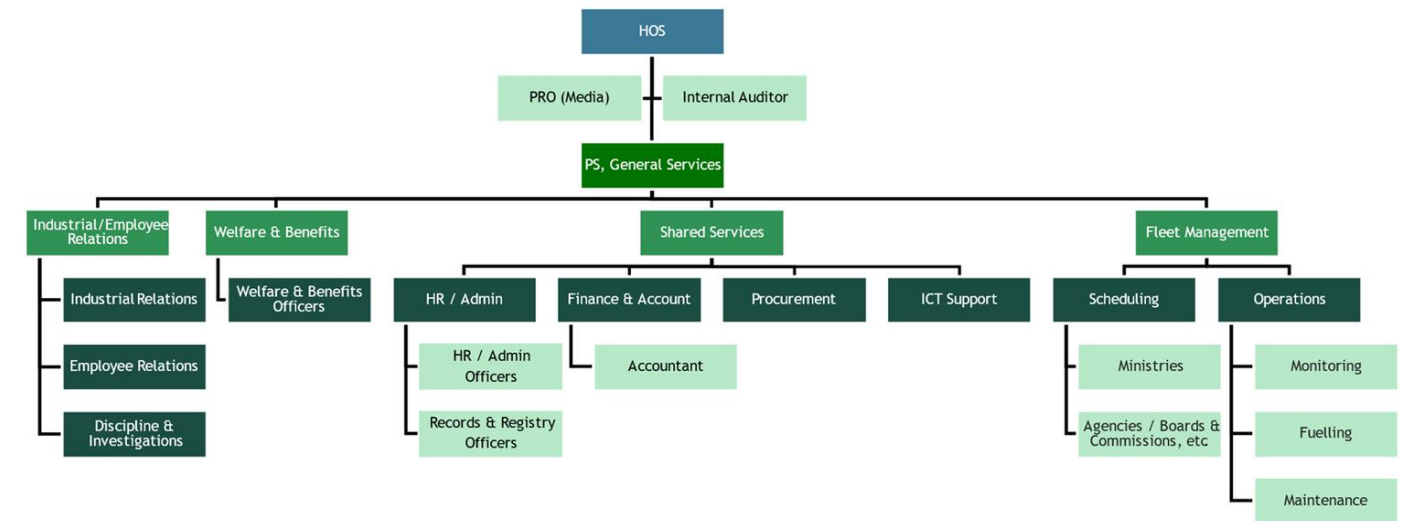 HOS
PRO (Media)
Internal Auditor
PS, General Services
Industrial/Employee
Relations
Welfare & Benefits
Shared Services
Fleet Management
Industrial Relations
Welfare & Benefits
Officers
HR / Admin
Finance & Account
Procurement
ICT Support
Scheduling
Operations
Employee Relations
HR / Admin
Officers
Accountant
Ministries
Monitoring
Discipline &
Investigations
Records & Registry
Officers
Agencies / Boards &
Commissions, etc
Fuelling
Maintenance